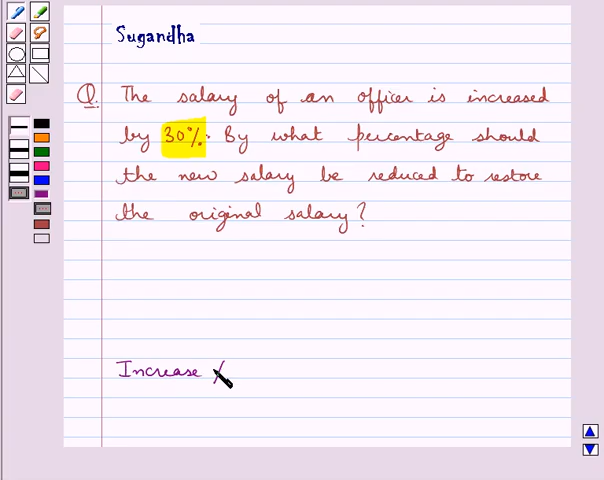 Sugandha
Q. The salary of an officer is increased
by 30%. By what percentage should
the new salary be reduced to restore
the original salary?
Increase